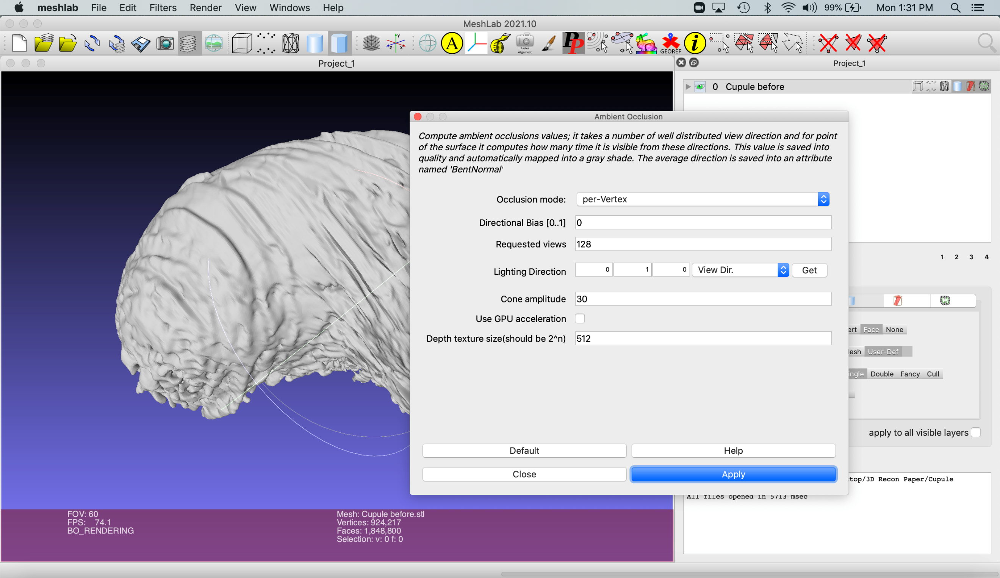 meshlab File Edit Filters Render View Windows Help 99% Mon 1:31 PM
MeshLab 2021.10
A Raster Alignment PP GEOREF i
Y
Z X
Project_1
Project_1
0 Cupule before
Ambient Occlusion
Compute ambient occlusions values; it takes a number of well distributed view direction and for point
of the surface it computes how many time it is visible from these directions. This value is saved into
quality and automatically mapped into a gray shade. The average direction is saved into an attribute
named 'BentNormal'
Occlusion mode: per-Vertex
Directional Bias [0..1] 0
Requested views 128
1 2 3 4
Lighting Direction 0 1 0 View Dir. Get
Cone amplitude 30
Use GPU acceleration
Depth texture size(should be 2^n) 512
ert Face None
esh User-Def
ingle Double Fancy Cull
apply to all visible layers
Default Help
Close Apply
top/3D Recon Paper/Cupule
All files opened in 5713 msec
FOV: 60
FPS: 74.1
BO_RENDERING
Mesh: Cupule before.stl
Vertices: 924,217
Faces: 1,848,800
Selection: v: 0 f: 0